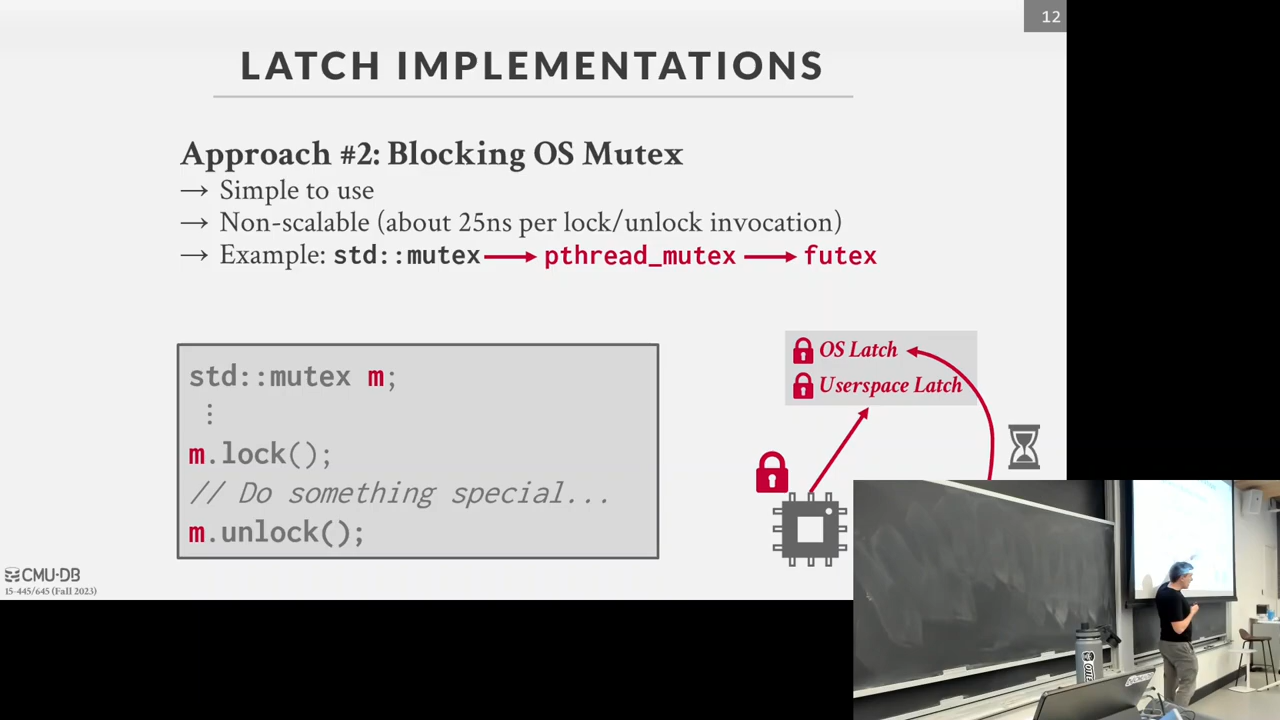 12
LATCH IMPLEMENTATIONS
Approach #2: Blocking OS Mutex
→ Simple to use
→ Non-scalable (about 25ns per lock/unlock invocation)
→ Example: std::mutex pthread_mutex futex
OS Latch
Userspace Latch
std::mutex m;
⋮
m.lock();
// Do something special...
m.unlock();
CMU·DB
15-445/645 (Fall 2023)